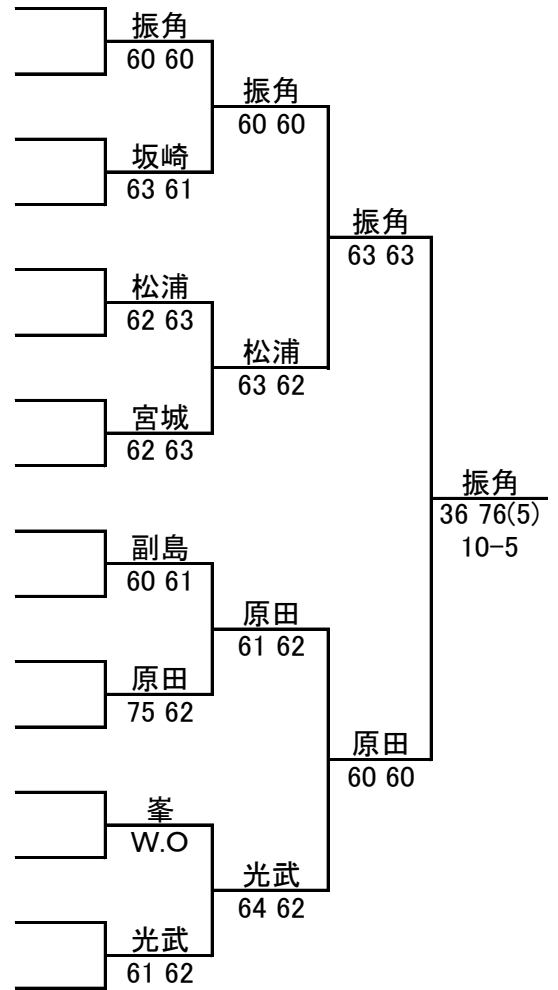 振角
60 60
振角
60 60
坂崎
63 61
振角
63 63
松浦
62 63
松浦
63 62
宮城
62 63
振角
36 76(5)
10-5
副島
60 61
原田
61 62
原田
75 62
原田
60 60
峯
W.O
光武
64 62
光武
61 62